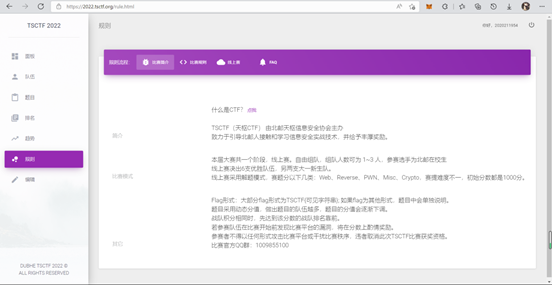 https://2022.tsctf.org/rule.html
TSCTF 2022
规则
你好，2020211954
队伍
题目
排名
趋势
规则
编辑
DUBHE TSCTF 2022 ©
ALL RIGHTS RESERVED
比赛简介
比赛规则
线上赛
FAQ
什么是CTF？点我
简介
TSCTF（天枢CTF）由北邮天枢信息安全协会主办
致力于引导北邮人接触和学习信息安全实战技术，并给予丰厚奖励。
比赛模式
本届大赛共一个阶段，线上赛。自由组队，组队人数可为 1~3 人，参赛选手为北邮在校生
线上赛决出6支优胜队伍，另两支大一新生队。
线上赛采用解题模式，赛题分以下几类：Web、Reverse、PWN、Misc、Crypto，赛题难度不一，初始分数都是1000分。
Flag形式：大部分flag形式为TSCTF{可见字符串};如果flag为其他形式，题目中会单独说明。
题目采用动态分值，做出题目的队伍越多，题目的分值会逐渐下调。
战队积分相同时，先达到该分数的战队排名靠前。
若参赛队伍在比赛开始前发现比赛平台的漏洞，将在分数上酌情奖励。
参赛者不得以任何形式攻击比赛平台或干扰比赛秩序，违者取消此次TSCTF比赛获奖资格。
比赛官方QQ群：1009855100